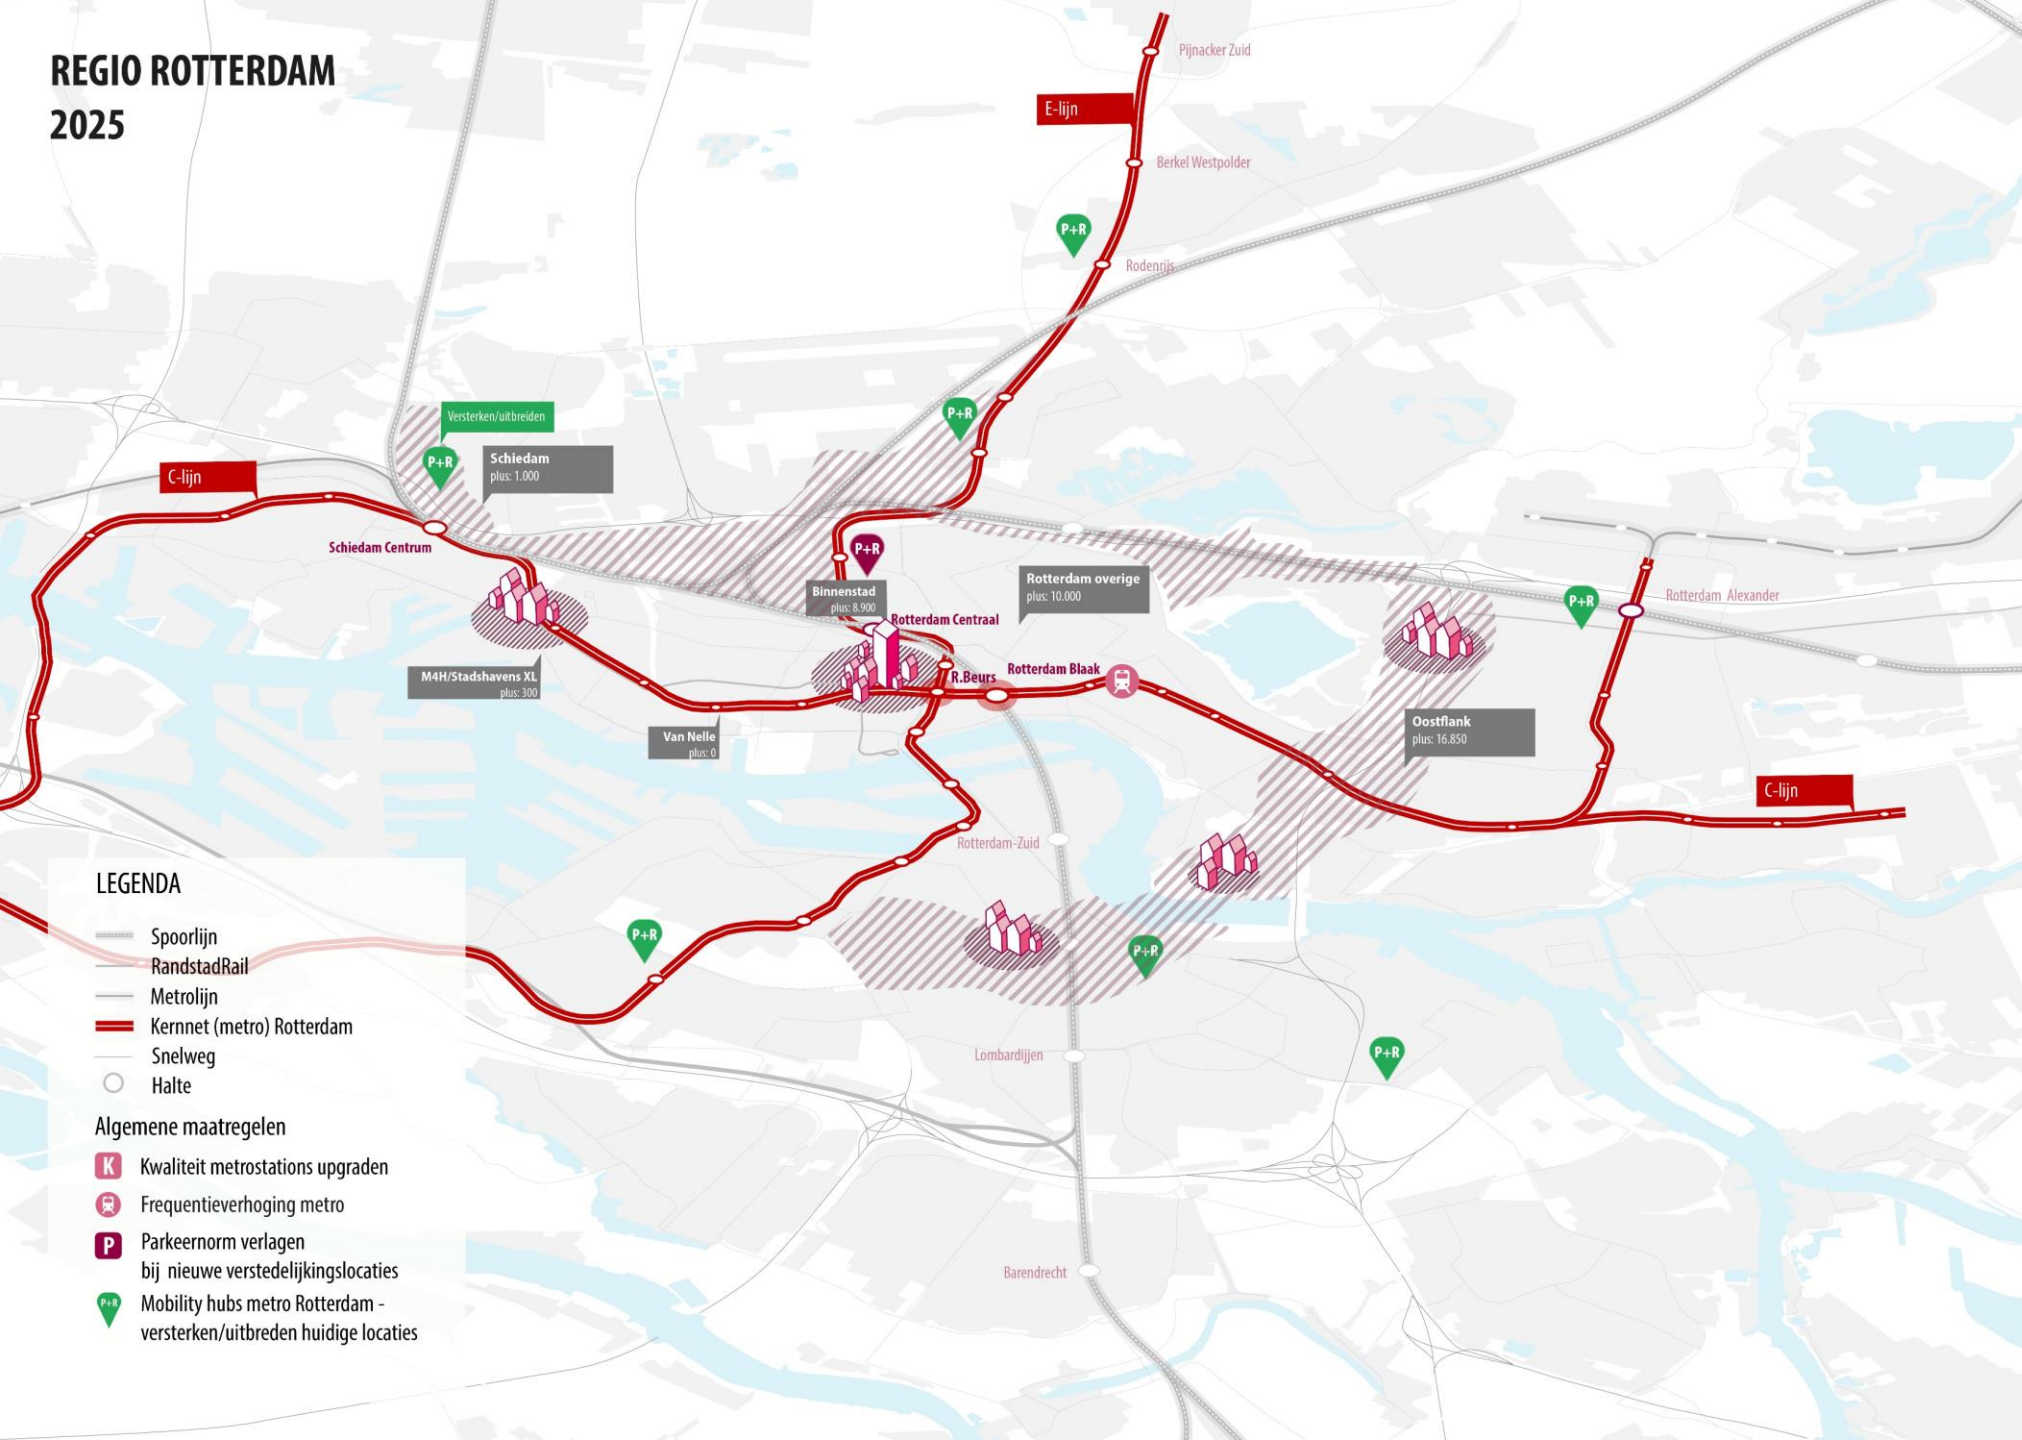 REGIO ROTTERDAM
2025
Pijnacker Zuid
E-lijn
Berkel Westpolder
P+R
Rodenrijs
P+R
Versterken/uitbreiden
P+R
Schiedam
plus: 1.000
C-lijn
Schiedam Centrum
P+R
Binnenstad
plus: 8.900
Rotterdam Centraal
Rotterdam overige
plus: 10.000
P+R
Rotterdam Alexander
M4H/Stadshavens XL
plus: 300
R.Beurs
Rotterdam Blaak
Van Nelle
plus: 0
Oostflank
plus: 16.850
C-lijn
Rotterdam-Zuid
P+R
P+R
Lombardijjen
P+R
Barendrecht
LEGENDA
Spoorlijn
RandstadRail
Metrolijn
Kernnet (metro) Rotterdam
Snelweg
Halte
Algemene maatregelen
K Kwaliteit metrostations upgraden
Frequentieverhoging metro
P Parkeernorm verlagen
bij nieuwe verstedelijkingslocaties
P+R Mobility hubs metro Rotterdam -
versterken/uitbreden huidige locaties